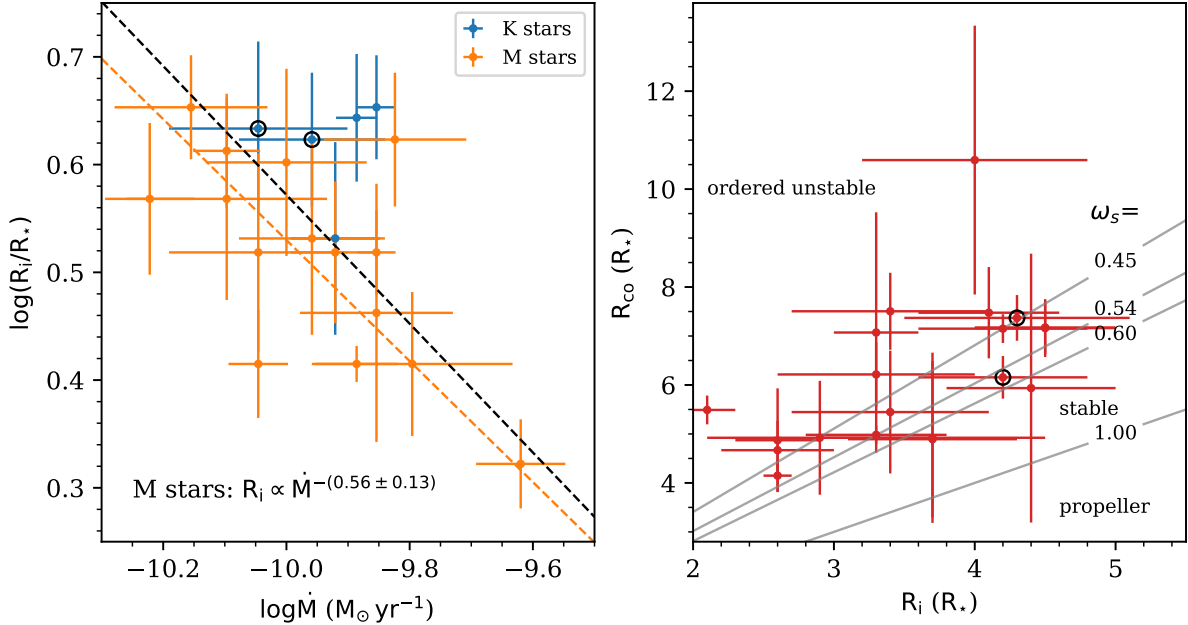 K stars
M stars
0.7
0.6
0.5
0.4
0.3
log(Rᵢ/R⋆)
M stars: Rᵢ ∝ Ṁ^−(0.56 ± 0.13)
−10.2
−10.0
−9.8
−9.6
logṀ (M⊙ yr⁻¹)
12
10
8
6
4
R_co (R⋆)
ordered unstable
ω_s=
0.45
0.54
0.60
stable
1.00
propeller
2
3
4
5
Rᵢ (R⋆)